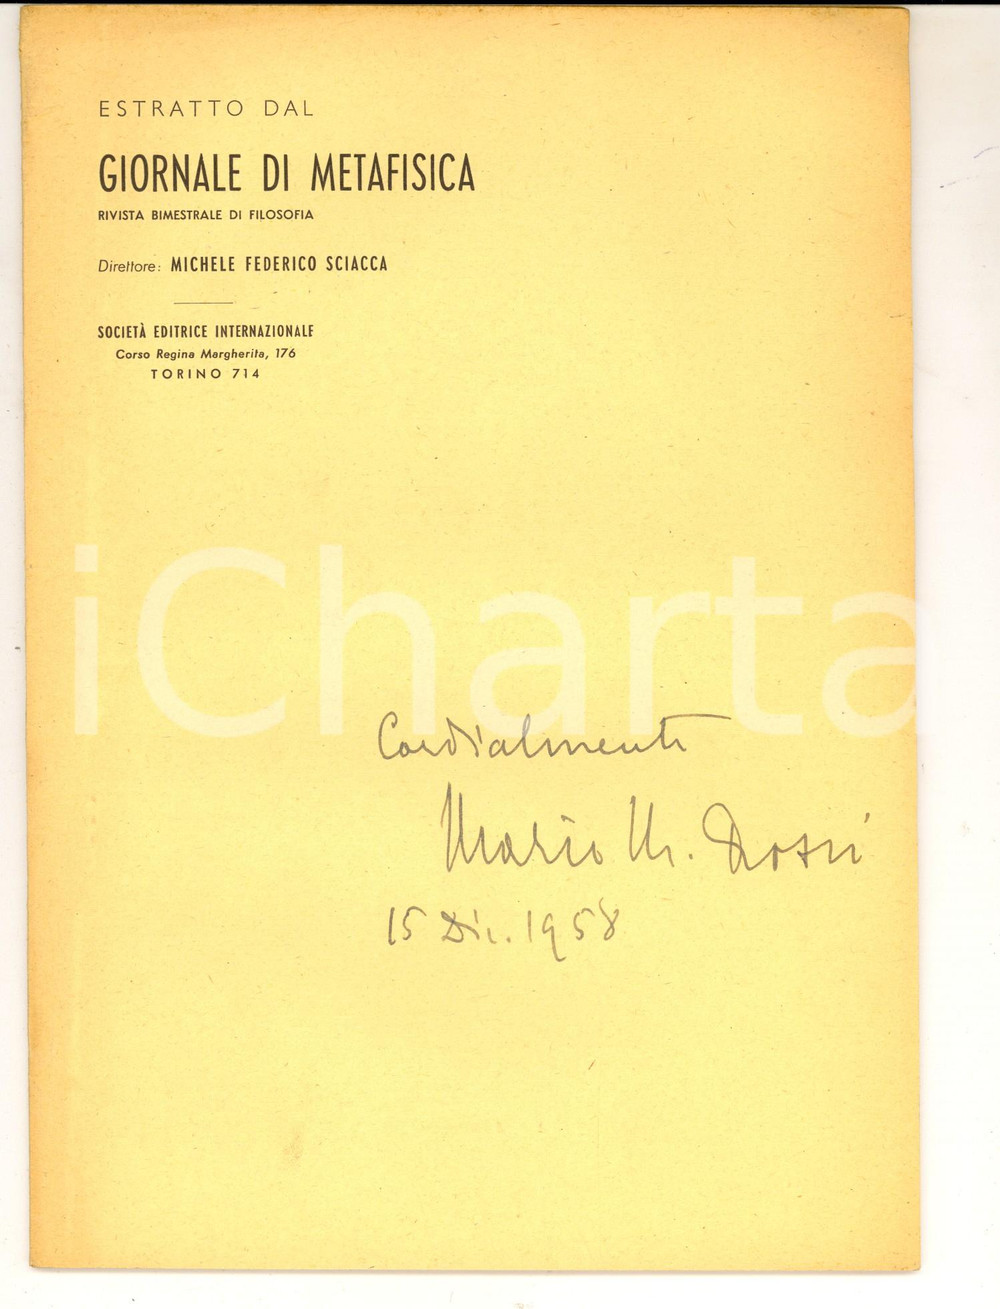 ESTRATTO DAL
GIORNALE DI METAFISICA
RIVISTA BIMESTRALE DI FILOSOFIA
Direttore: MICHELE FEDERICO SCIACCA
SOCIETÀ EDITRICE INTERNAZIONALE
Corso Regina Margherita, 176
TORINO 714
iCharta
Cordialmente
Mario M. Rossi
15 Dic. 1958